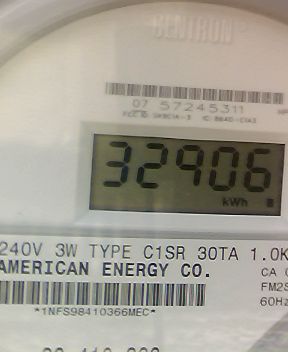 CENTRON
07 57245311
32906
kWh
240V 3W TYPE C1SR 30TA 1.0K
AMERICAN ENERGY CO.
CA
FM2S
60Hz
*1NFS98410366MEC*